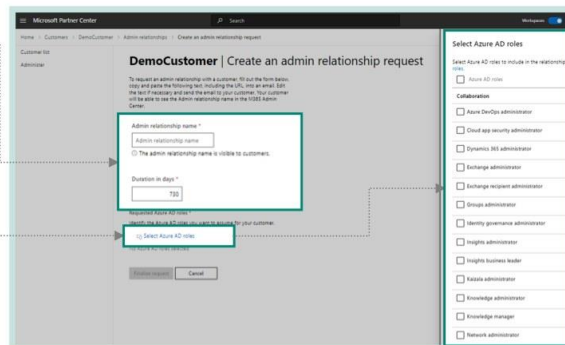 Microsoft Partner Center
Search
Workspaces
Home > Customers > DemoCustomer > Admin relationships > Create an admin relationship request
Customer list
Administer
DemoCustomer | Create an admin relationship request
To request an admin relationship with a customer, fill out the form below,
copy and paste the following text, including the URL, into an email. Edit
the text if necessary and send the email to your customer. Your customer
will be able to see the Admin relationship name in the M365 Admin
Center.
Admin relationship name *
Admin relationship name
The admin relationship name is visible to customers.
Duration in days *
730
Requested Azure AD roles *
Identify the Azure AD roles you want to assume for your customer.
Select Azure AD roles
No Azure AD roles selected
Finalize request
Cancel
Select Azure AD roles
Select Azure AD roles to include in the relationship
roles.
Azure AD roles
Collaboration
Azure DevOps administrator
Cloud app security administrator
Dynamics 365 administrator
Exchange administrator
Exchange recipient administrator
Groups administrator
Identity governance administrator
Insights administrator
Insights business leader
Kaizala administrator
Knowledge administrator
Knowledge manager
Network administrator